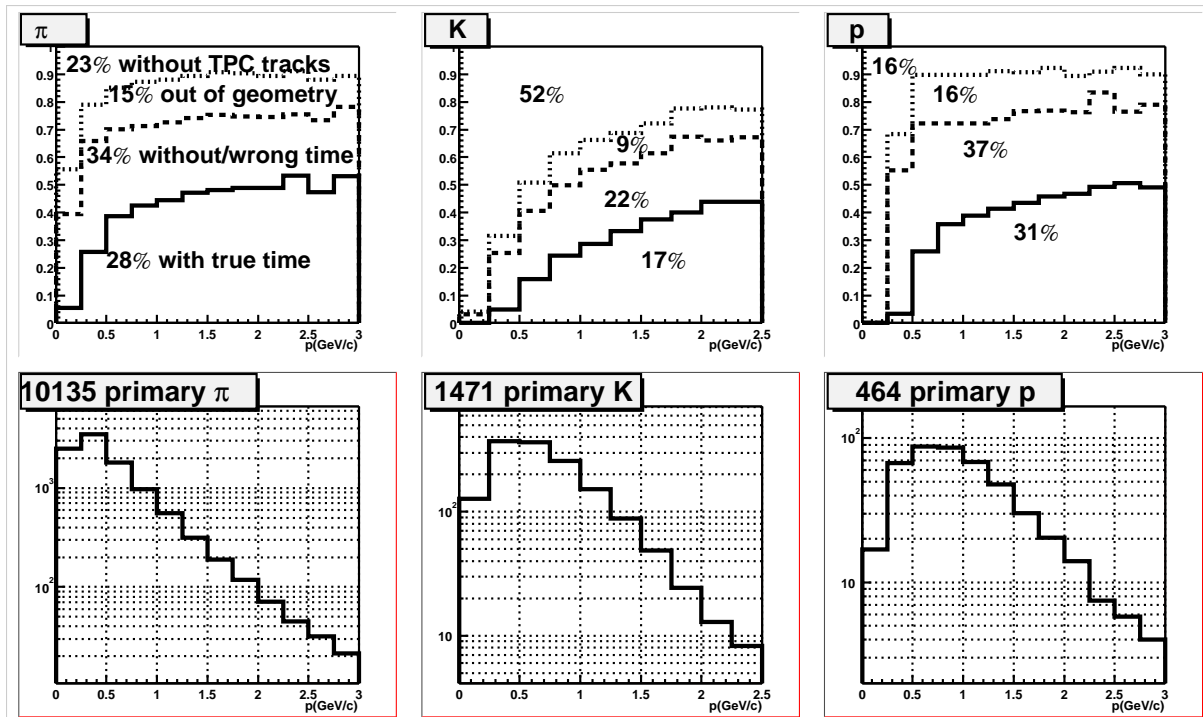 π
23% without TPC tracks
15% out of geometry
34% without/wrong time
28% with true time
0.9
0.8
0.7
0.6
0.5
0.4
0.3
0.2
0.1
0
0 0.5 1 1.5 2 2.5 3
p(GeV/c)
K
52%
9%
22%
17%
0.9
0.8
0.7
0.6
0.5
0.4
0.3
0.2
0.1
0
0 0.5 1 1.5 2 2.5
p(GeV/c)
p
16%
16%
37%
31%
0.9
0.8
0.7
0.6
0.5
0.4
0.3
0.2
0.1
0
0 0.5 1 1.5 2 2.5 3
p(GeV/c)
10135 primary π
10³
10²
0 0.5 1 1.5 2 2.5 3
p(GeV/c)
1471 primary K
10²
10
0 0.5 1 1.5 2 2.5
p(GeV/c)
464 primary p
10²
10
0 0.5 1 1.5 2 2.5 3
p(GeV/c)